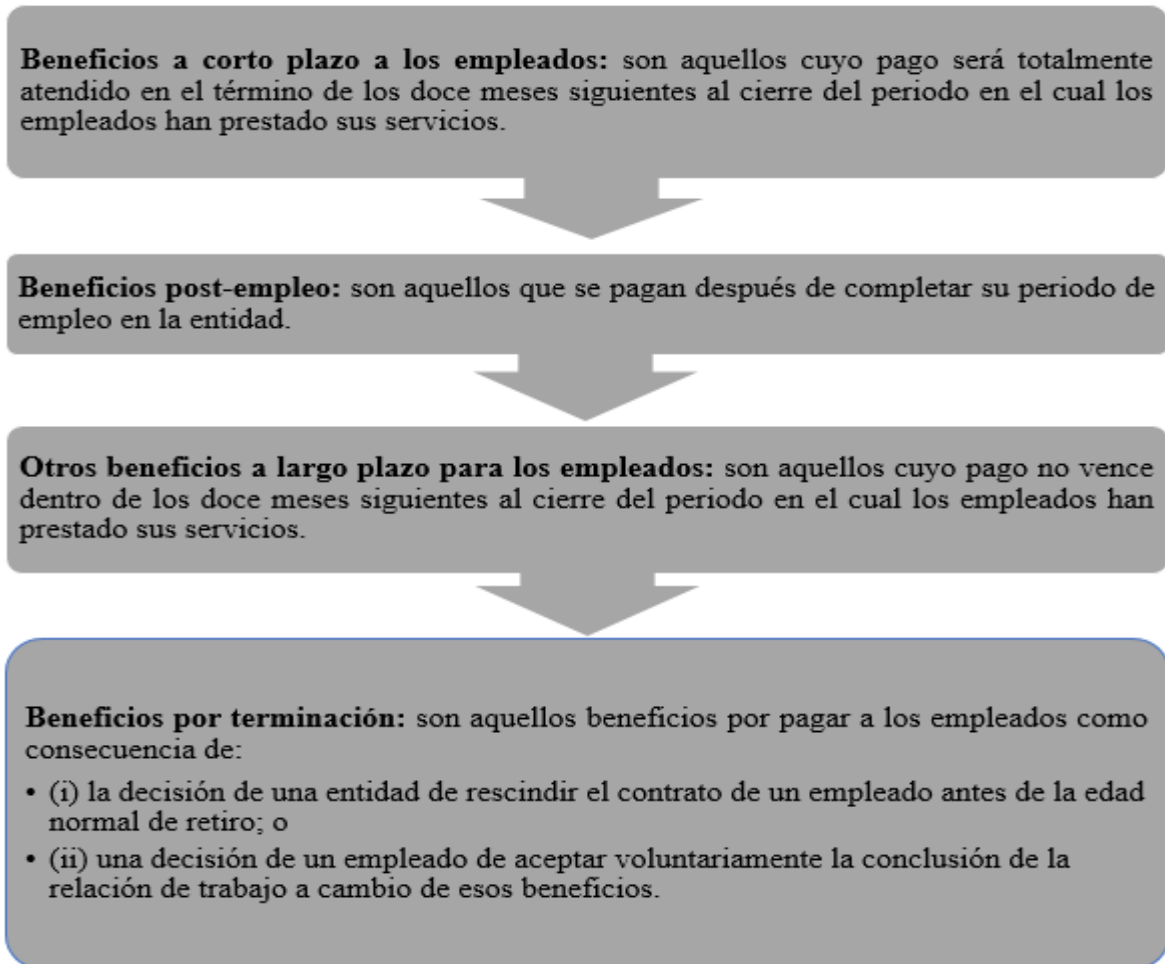 Beneficios a corto plazo a los empleados: son aquellos cuyo pago será totalmente
atendido en el término de los doce meses siguientes al cierre del periodo en el cual los
empleados han prestado sus servicios.
Beneficios post-empleo: son aquellos que se pagan después de completar su periodo de
empleo en la entidad.
Otros beneficios a largo plazo para los empleados: son aquellos cuyo pago no vence
dentro de los doce meses siguientes al cierre del periodo en el cual los empleados han
prestado sus servicios.
Beneficios por terminación: son aquellos beneficios por pagar a los empleados como
consecuencia de:
• (i) la decisión de una entidad de rescindir el contrato de un empleado antes de la edad
normal de retiro; o
• (ii) una decisión de un empleado de aceptar voluntariamente la conclusión de la
relación de trabajo a cambio de esos beneficios.